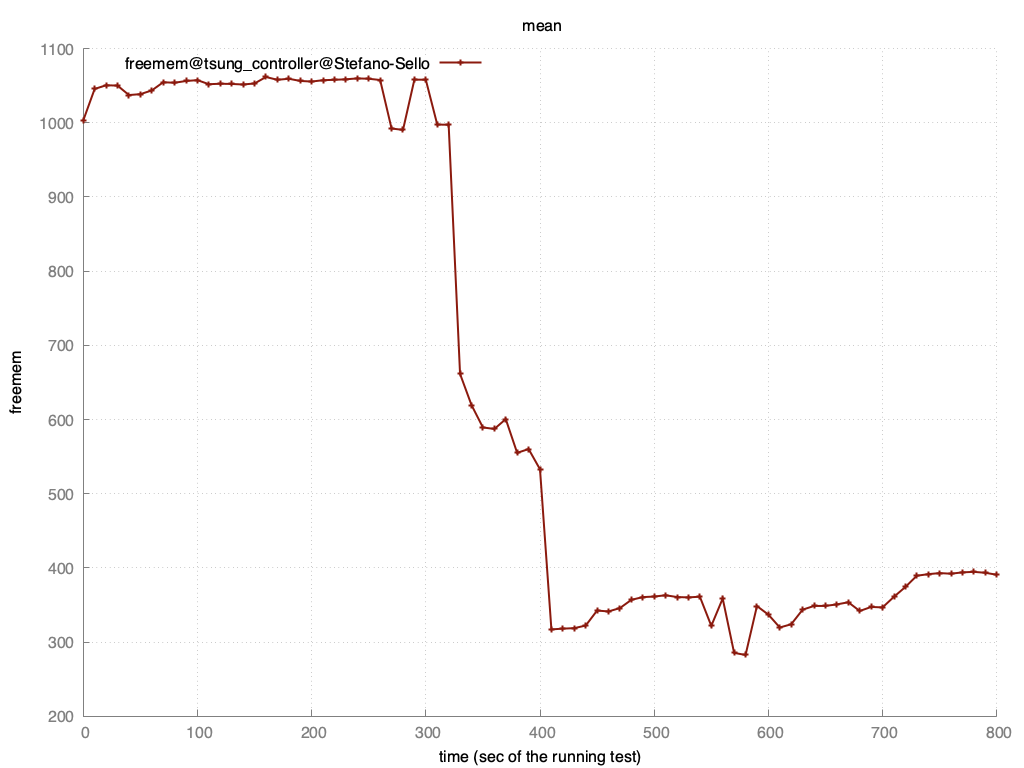 mean
1100
freemem@tsung_controller@Stefano-Sello
1000
900
800
700
600
500
400
300
200
freemem
0 100 200 300 400 500 600 700 800
time (sec of the running test)